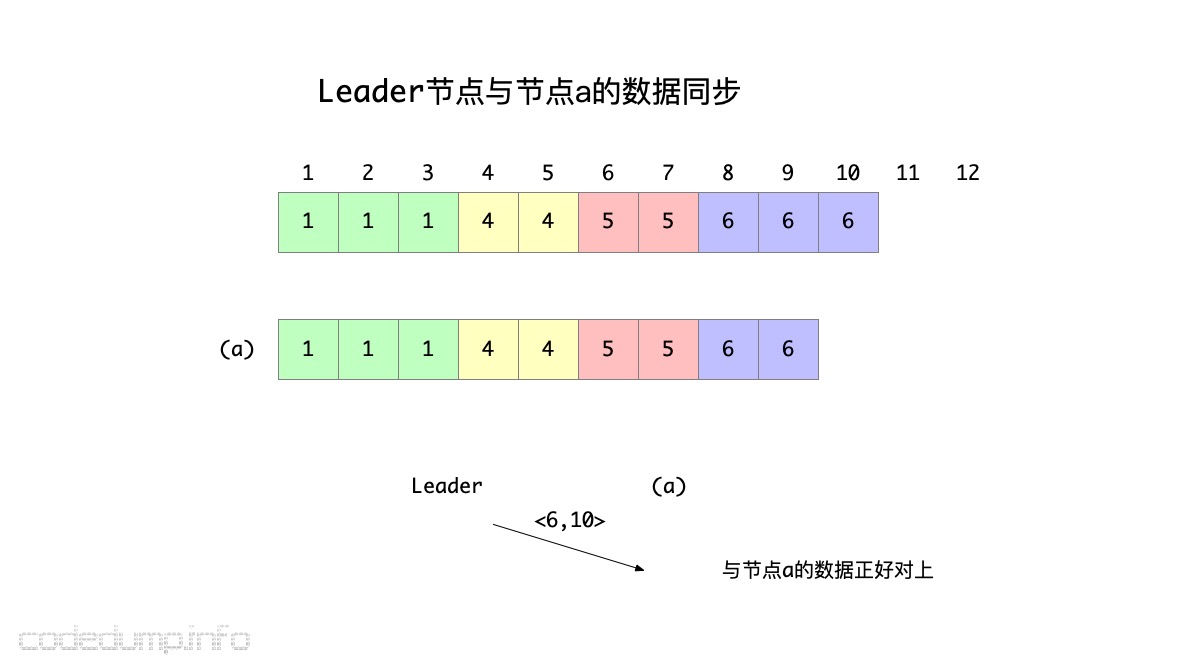 Leader节点与节点a的数据同步
1 2 3 4 5 6 7 8 9 10 11 12
1 1 1 4 4 5 5 6 6 6
(a) 1 1 1 4 4 5 5 6 6
Leader (a)
<6,10>
与节点a的数据正好对上
codedump.info